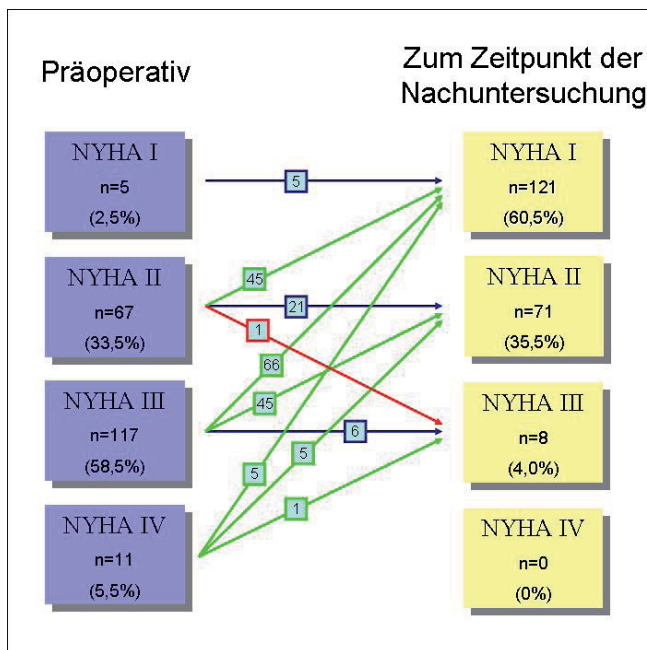 Präoperativ
Zum Zeitpunkt der
Nachuntersuchung
NYHA I
n=5
(2,5%)
NYHA II
n=67
(33,5%)
NYHA III
n=117
(58,5%)
NYHA IV
n=11
(5,5%)
5
45
21
1
66
45
6
5
5
1
NYHA I
n=121
(60,5%)
NYHA II
n=71
(35,5%)
NYHA III
n=8
(4,0%)
NYHA IV
n=0
(0%)